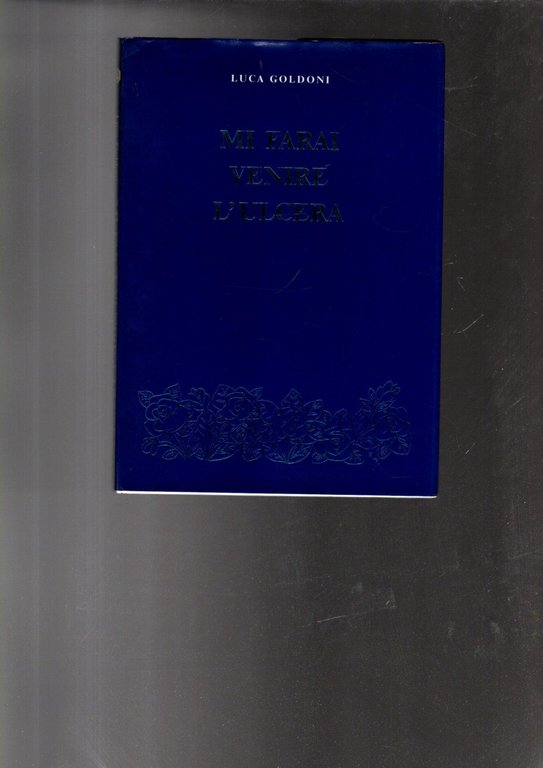 LUCA GOLDONI
MI FARAI
VENIRE
L'ULCERA